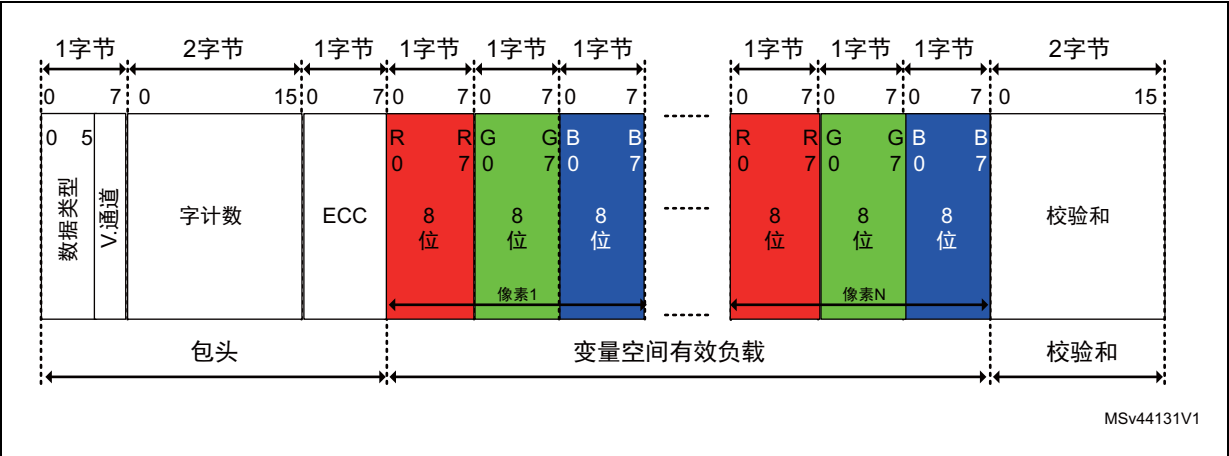 1字节 2字节 1字节 1字节 1字节 1字节 1字节 1字节 1字节 2字节
0 7 0 15 0 7 0 7 0 7 0 7 0 7 0 7 0 7 0 15
0 5 R R G G B B R R G G B B
0 7 0 7 0 7 0 7 0 7 0 7
数据类型
V.通道
字计数 ECC 8 8 8 8 8 8 校验和
位 位 位 位 位 位
像素1 像素N
包头 变量空间有效负载 校验和
MSv44131V1